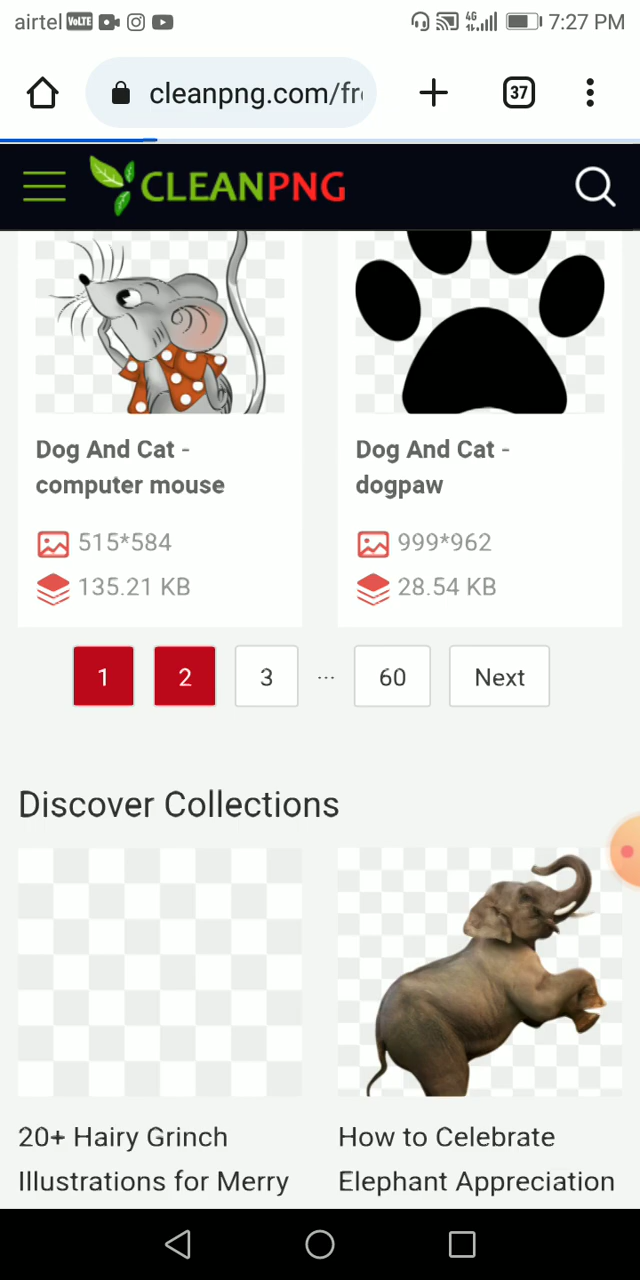 airtel VoLTE 4G 7:27 PM
cleanpng.com/fr 37
CLEANPNG
Dog And Cat -
computer mouse
515*584
135.21 KB
Dog And Cat -
dogpaw
999*962
28.54 KB
1 2 3 ... 60 Next
Discover Collections
20+ Hairy Grinch
Illustrations for Merry
How to Celebrate
Elephant Appreciation